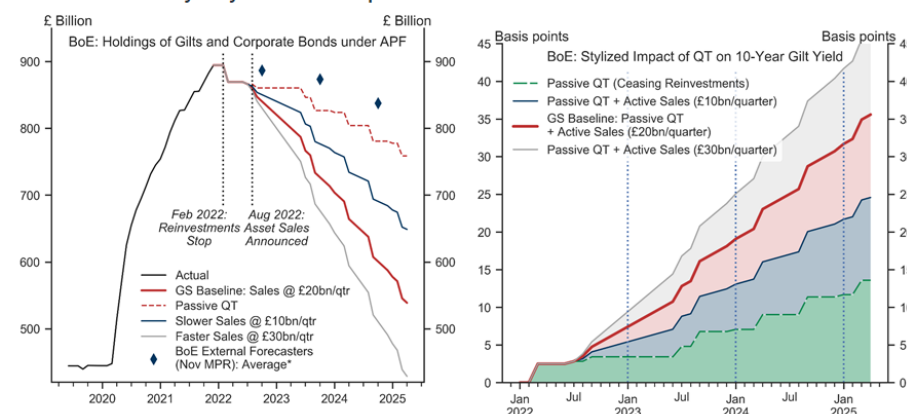 £ Billion
£ Billion
BoE: Holdings of Gilts and Corporate Bonds under APF
900
800
700
600
500
900
800
700
600
500
Feb 2022:
Reinvestments
Stop
Aug 2022:
Asset Sales
Announced
Actual
GS Baseline: Sales @ £20bn/qtr
Passive QT
Slower Sales @ £10bn/qtr
Faster Sales @ £30bn/qtr
BoE External Forecasters
(Nov MPR): Average*
2020
2021
2022
2023
2024
2025
Basis points
Basis points
BoE: Stylized Impact of QT on 10-Year Gilt Yield
45
40
35
30
25
20
15
10
5
0
Passive QT (Ceasing Reinvestments)
Passive QT + Active Sales (£10bn/quarter)
GS Baseline: Passive QT
+ Active Sales (£20bn/quarter)
Passive QT + Active Sales (£30bn/quarter)
5
0
Jan
2022
Jul
Jan
2023
Jul
Jan
2024
Jul
Jan
2025